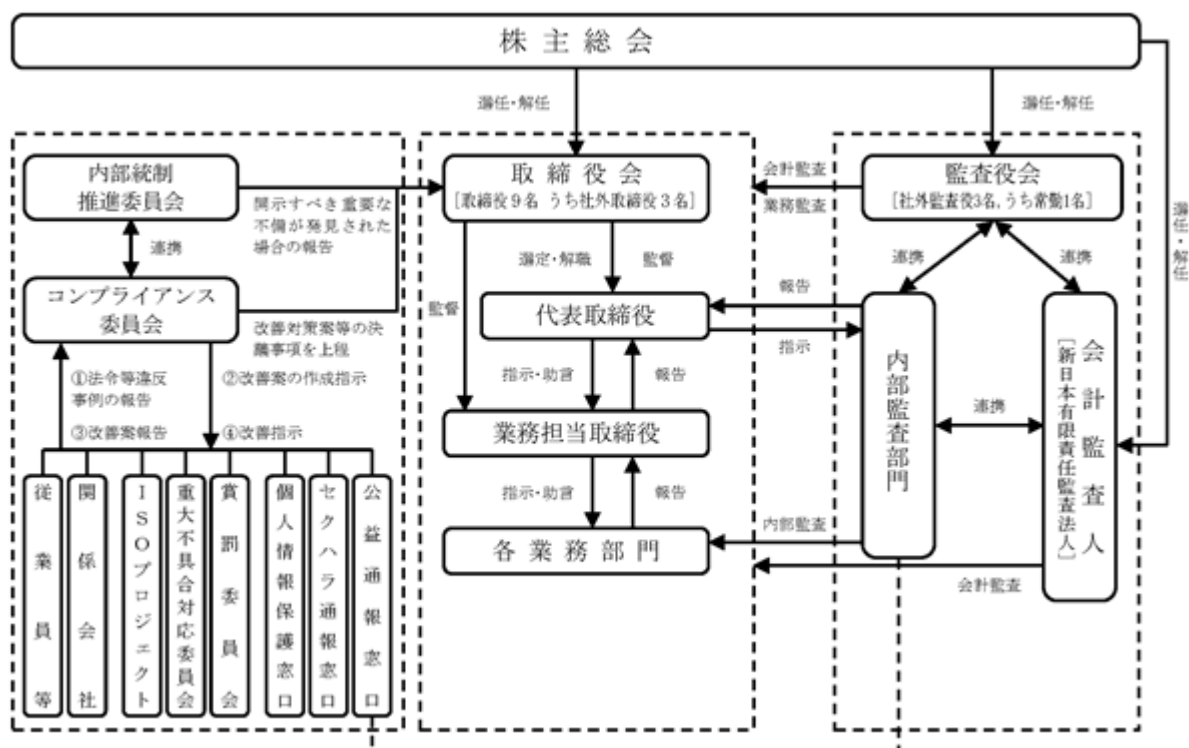 株主総会
選任・解任
選任・解任
選任・解任
内部統制
推進委員会
連携
コンプライアンス
委員会
開示すべき重要な
不備が発見された
場合の報告
改善対策案等の決
議事項を上程
①法令等違反
事例の報告
②改善案の作成指示
③改善案報告
④改善指示
従業員等
関係会社
ISOプロジェクト
重大不具合対応委員会
賞罰委員会
個人情報保護窓口
セクハラ通報窓口
公益通報窓口
取締役会
[取締役9名 うち社外取締役3名]
選定・解職
監督
監督
代表取締役
指示・助言
報告
業務担当取締役
指示・助言
報告
各業務部門
会計監査
業務監査
監査役会
[社外監査役3名,うち常勤1名]
連携
連携
報告
指示
内部監査部門
連携
会計監査人
[新日本有限責任監査法人]
内部監査
会計監査